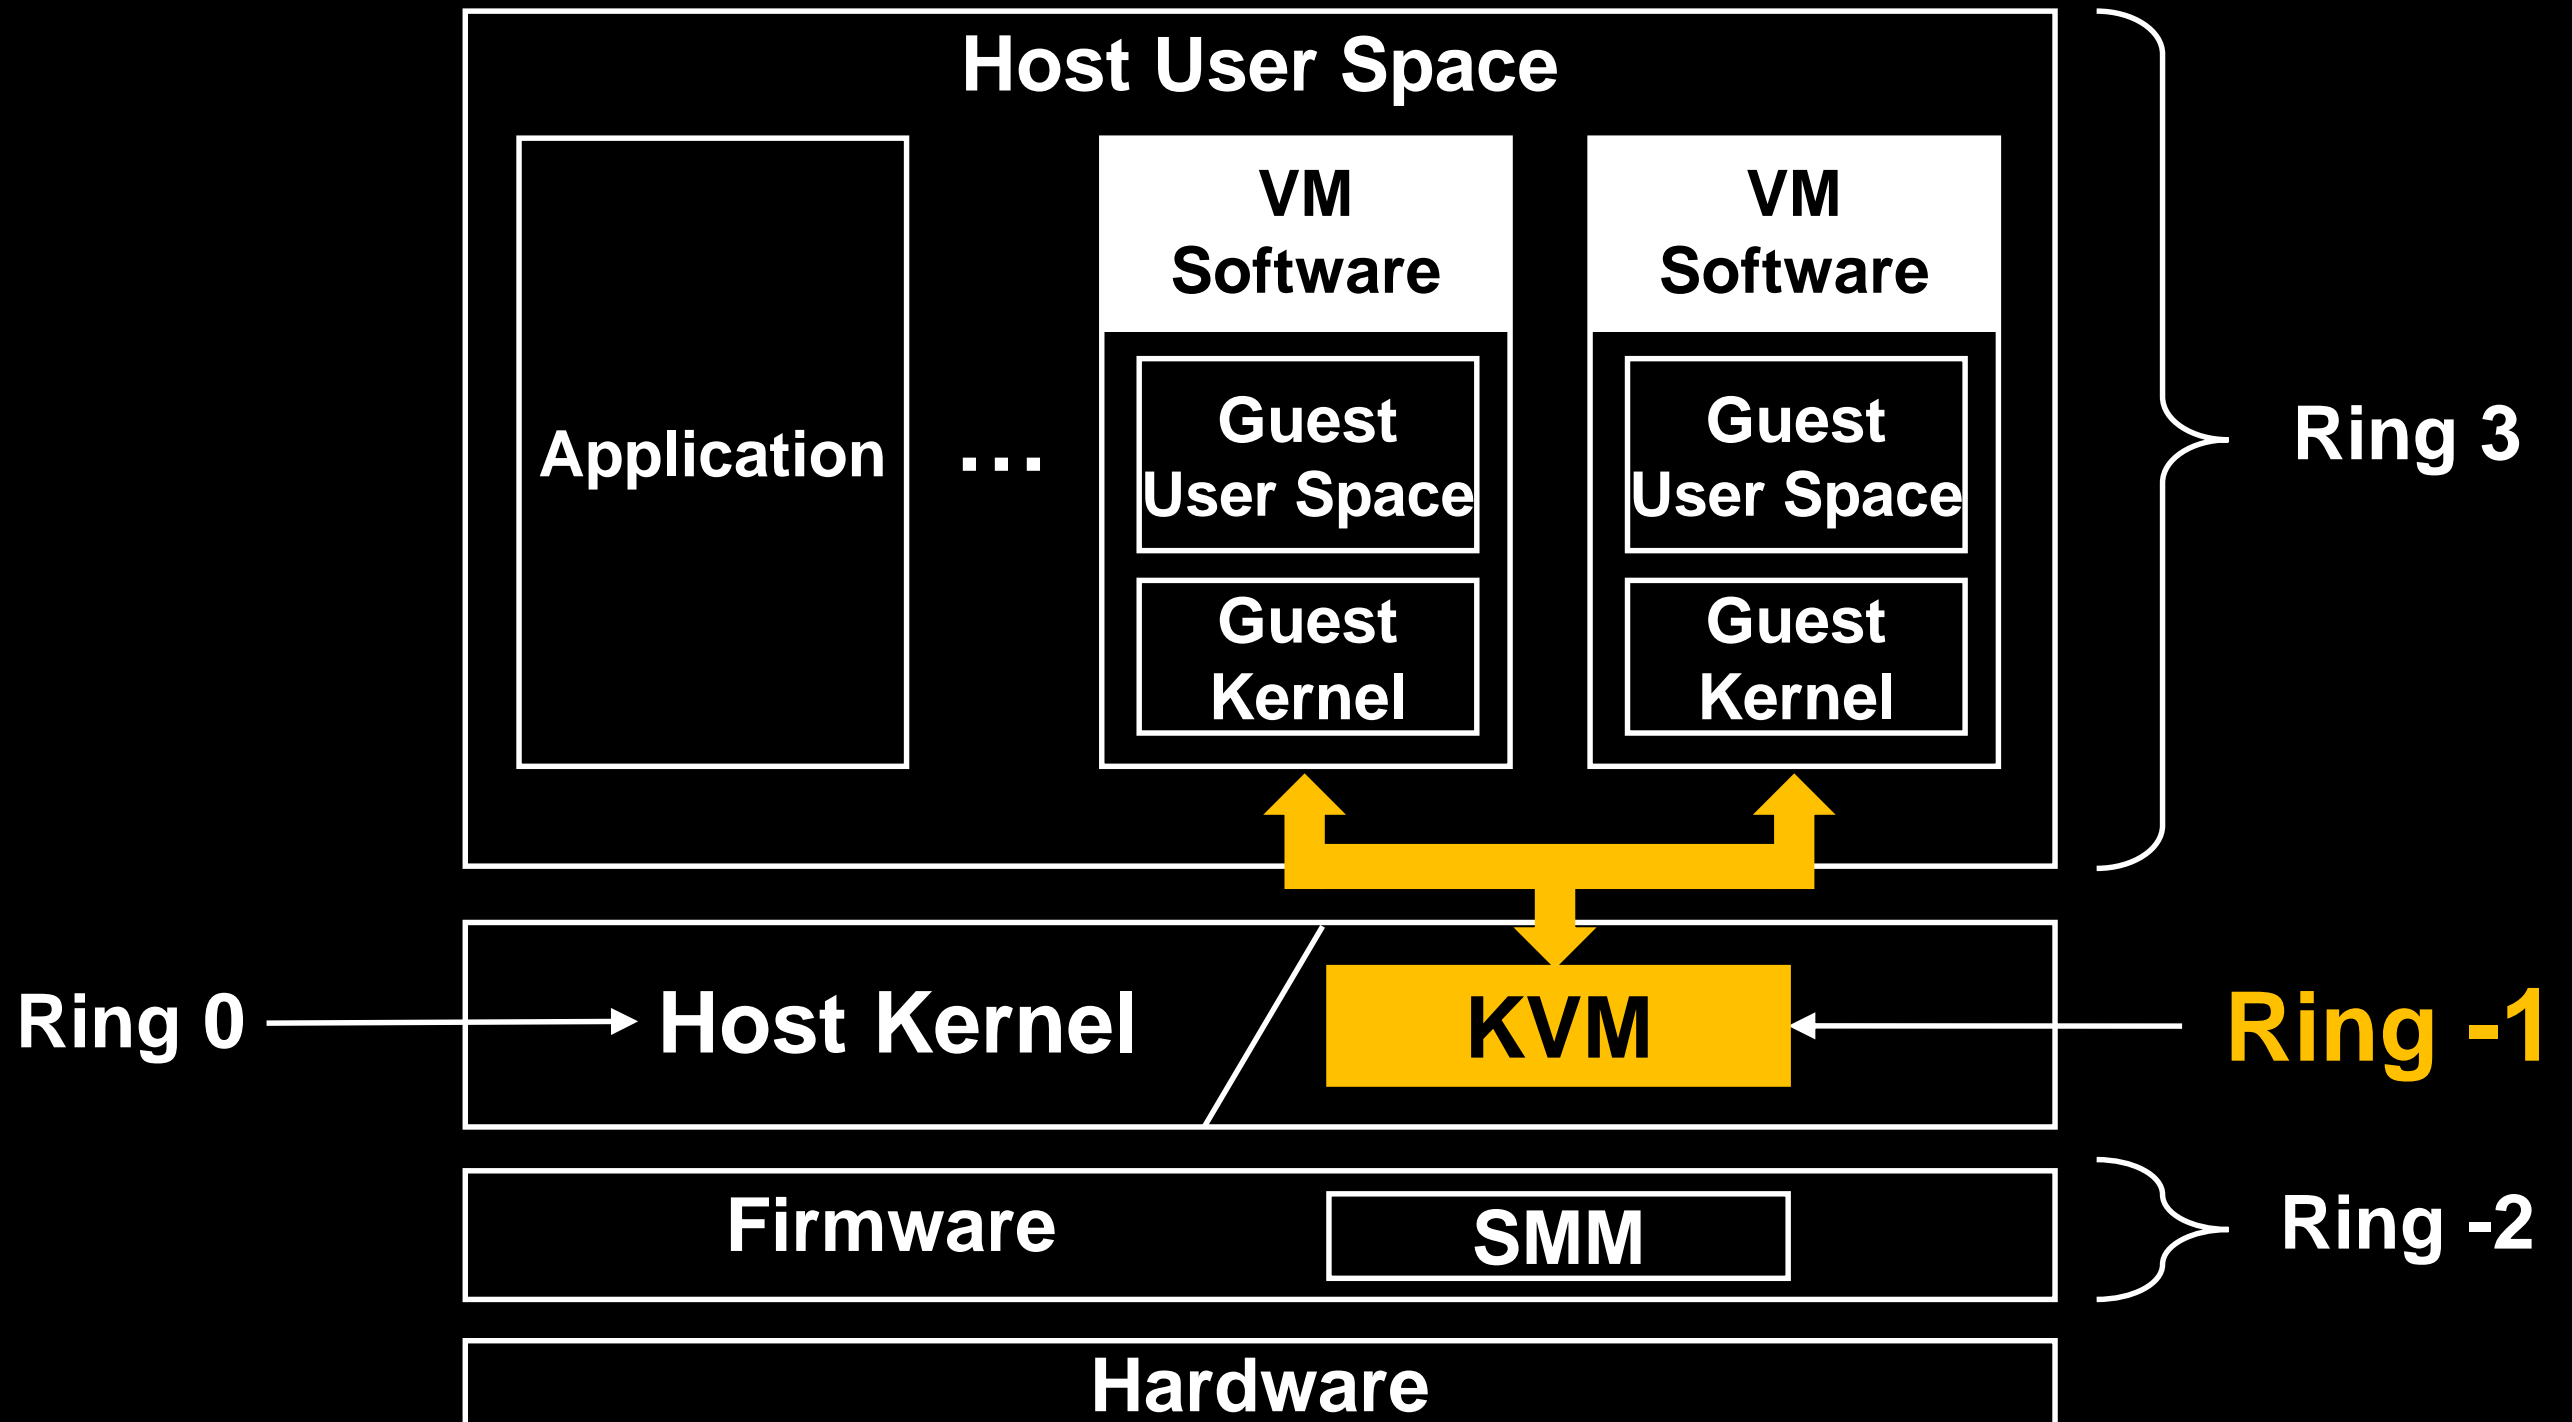 Host User Space
VM
Software
VM
Software
Application
...
Guest
User Space
Guest
User Space
Guest
Kernel
Guest
Kernel
Ring 3
Ring 0
Host Kernel
KVM
Ring -1
Firmware
SMM
Ring -2
Hardware